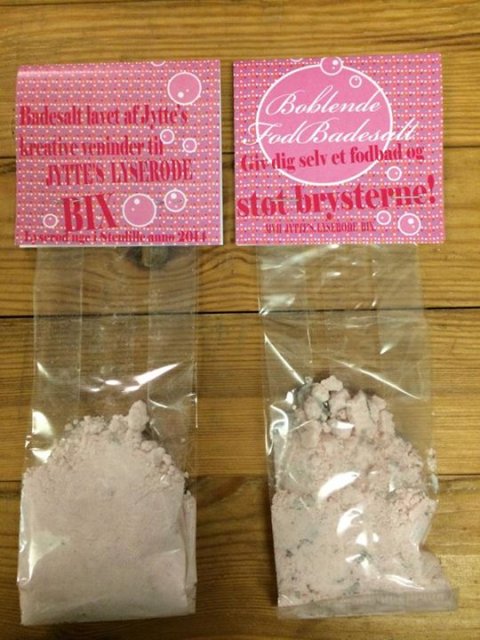 Badesalt lavet af Jytte's
kreative veninder til
JYTTE'S LYSERØDE
BIX
Lyserød uge i Stenlille anno 2014
Boblende
FodBadesalt
Giv dig selv et fodbad og
støt brysterne!
MVH JYTTE'S LYSERØDE BIX